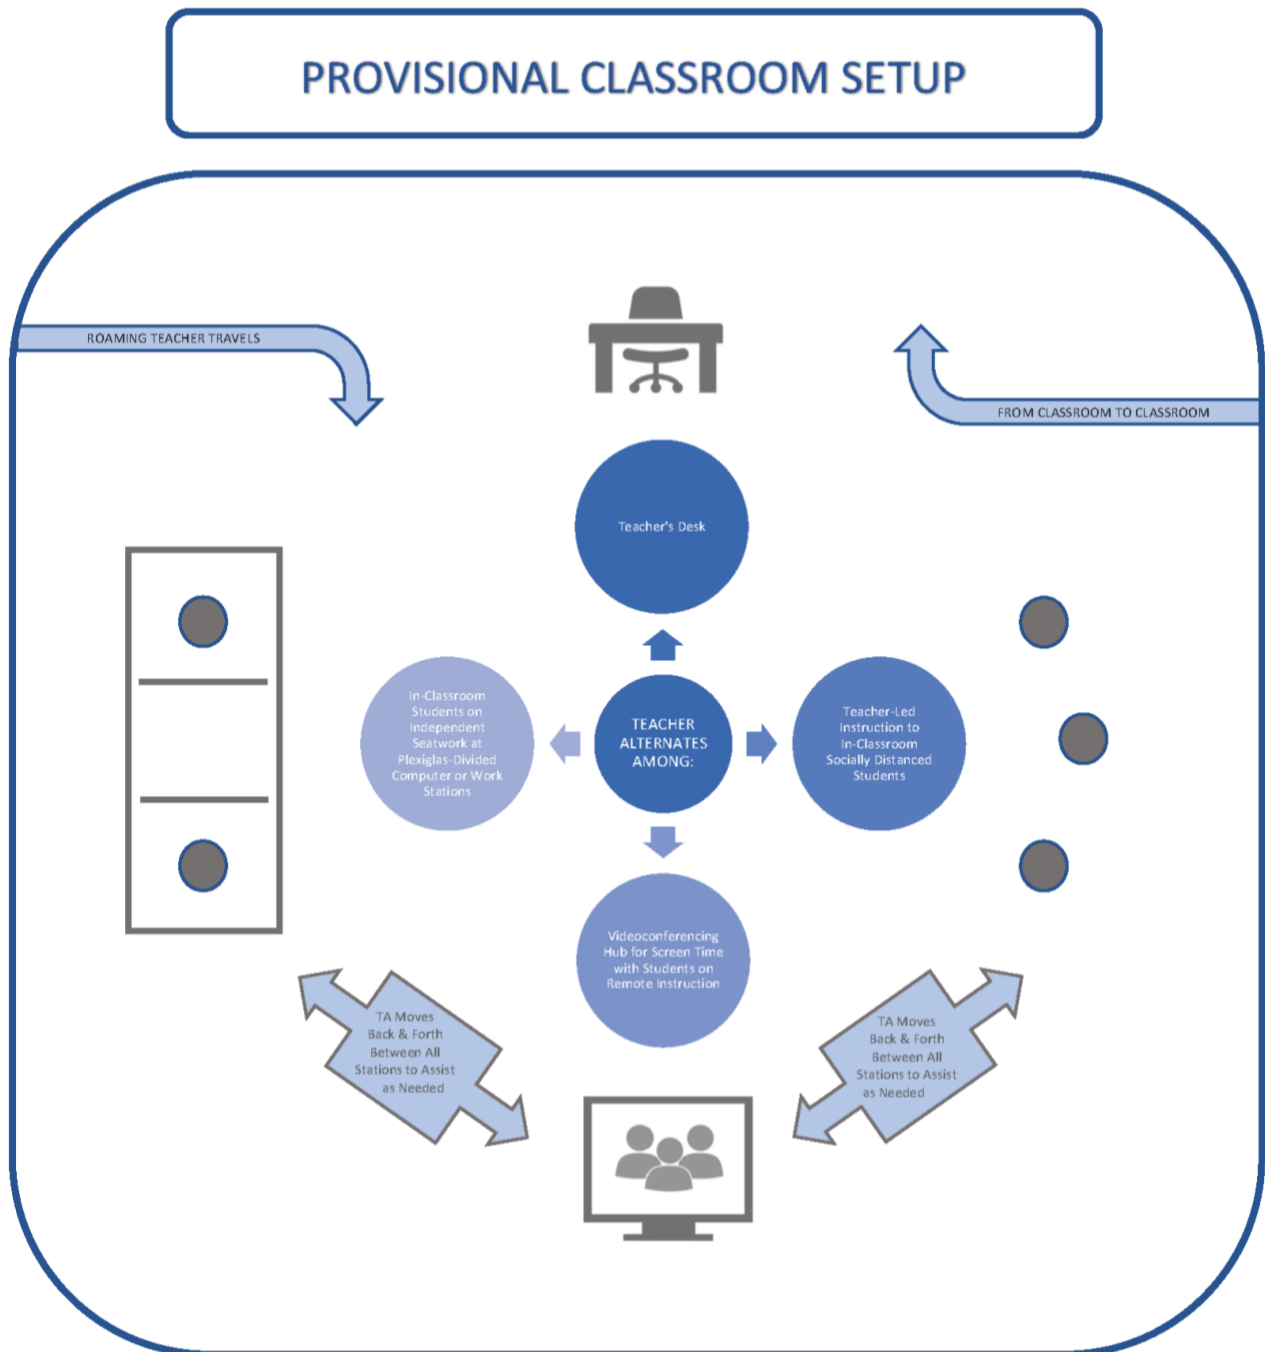 PROVISIONAL CLASSROOM SETUP
ROAMING TEACHER TRAVELS
FROM CLASSROOM TO CLASSROOM
Teacher's Desk
In-Classroom
Students on
Independent
Seatwork at
Plexiglas-Divided
Computer or Work
Stations
TEACHER
ALTERNATES
AMONG:
Teacher-Led
Instruction to
In-Classroom
Socially Distanced
Students
Videoconferencing
Hub for Screen Time
with Students on
Remote Instruction
TA Moves
Back & Forth
Between All
Stations to Assist
as Needed
TA Moves
Back & Forth
Between All
Stations to Assist
as Needed